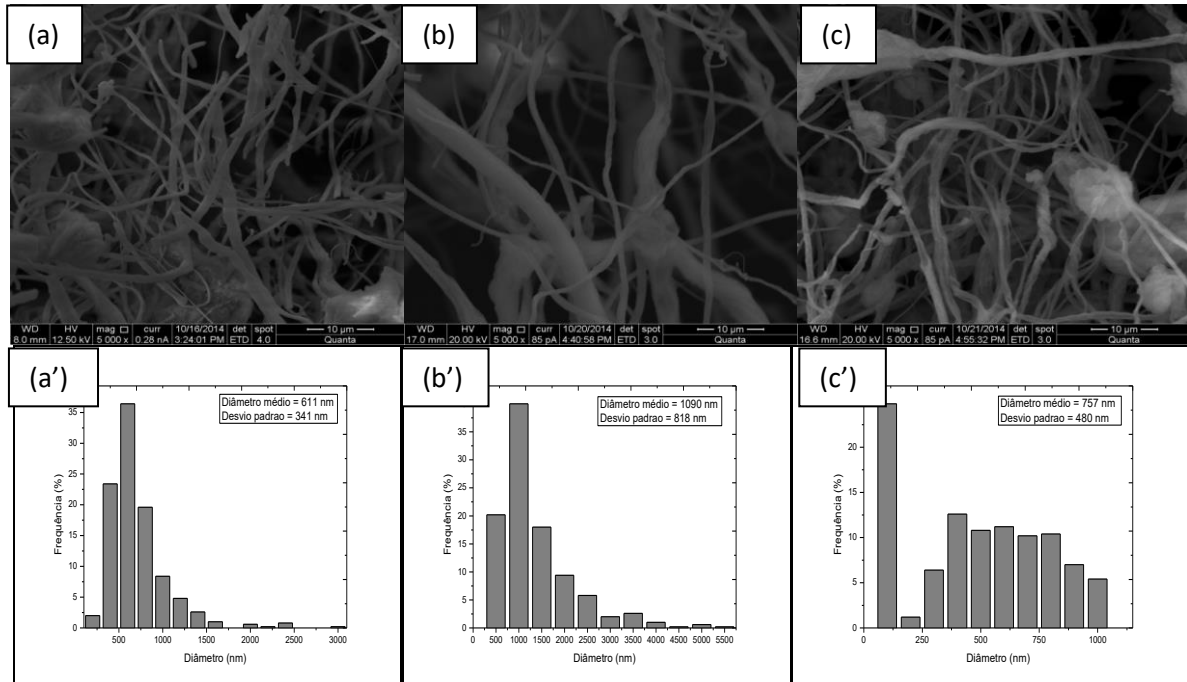 (a)
(b)
(c)
WD HV mag □ curr 10/16/2014 det spot 10 µm
8.0 mm 12.50 kV 5 000 x 0.28 nA 3:24:01 PM ETD 4.0 Quanta
WD HV mag □ curr 10/20/2014 det spot 10 µm
17.0 mm 20.00 kV 5 000 x 85 pA 4:40:58 PM ETD 3.0 Quanta
WD HV mag □ curr 10/21/2014 det spot 10 µm
16.6 mm 20.00 kV 5 000 x 85 pA 4:55:32 PM ETD 3.0 Quanta
(a’)
Diâmetro médio = 611 nm
Desvio padrao = 341 nm
Frequência (%)
35
30
25
20
15
10
5
0
500 1000 1500 2000 2500 3000
Diâmetro (nm)
(b’)
Diâmetro médio = 1090 nm
Desvio padrao = 818 nm
Frequência (%)
35
30
25
20
15
10
5
0
0 500 1000 1500 2000 2500 3000 3500 4000 4500 5000 5500
Diâmetro (nm)
(c’)
Diâmetro médio = 757 nm
Desvio padrao = 480 nm
Frequência (%)
20
15
10
5
0
0 250 500 750 1000
Diâmetro (nm)